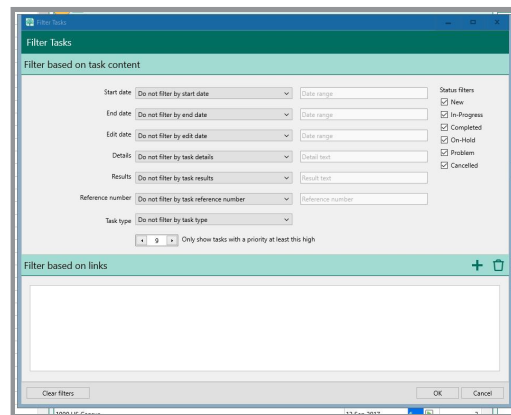 Filter Tasks
Filter Tasks
Filter based on task content
Start date Do not filter by start date Date range
End date Do not filter by end date Date range
Edit date Do not filter by edit date Date range
Details Do not filter by task details Detail text
Results Do not filter by task results Result text
Reference number Do not filter by task reference number Reference number
Task type Do not filter by task type
9 Only show tasks with a priority at least this high
Status filters
New
In-Progress
Completed
On-Hold
Problem
Cancelled
Filter based on links
Clear filters OK Cancel